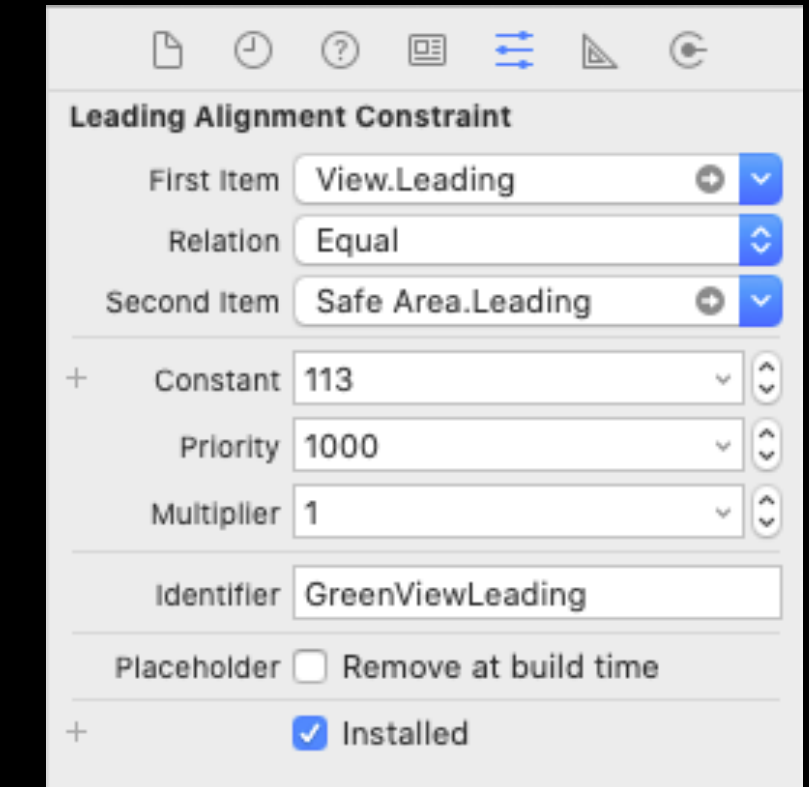 Leading Alignment Constraint
First Item View.Leading
Relation Equal
Second Item Safe Area.Leading
+ Constant 113
Priority 1000
Multiplier 1
Identifier GreenViewLeading
Placeholder Remove at build time
+ Installed